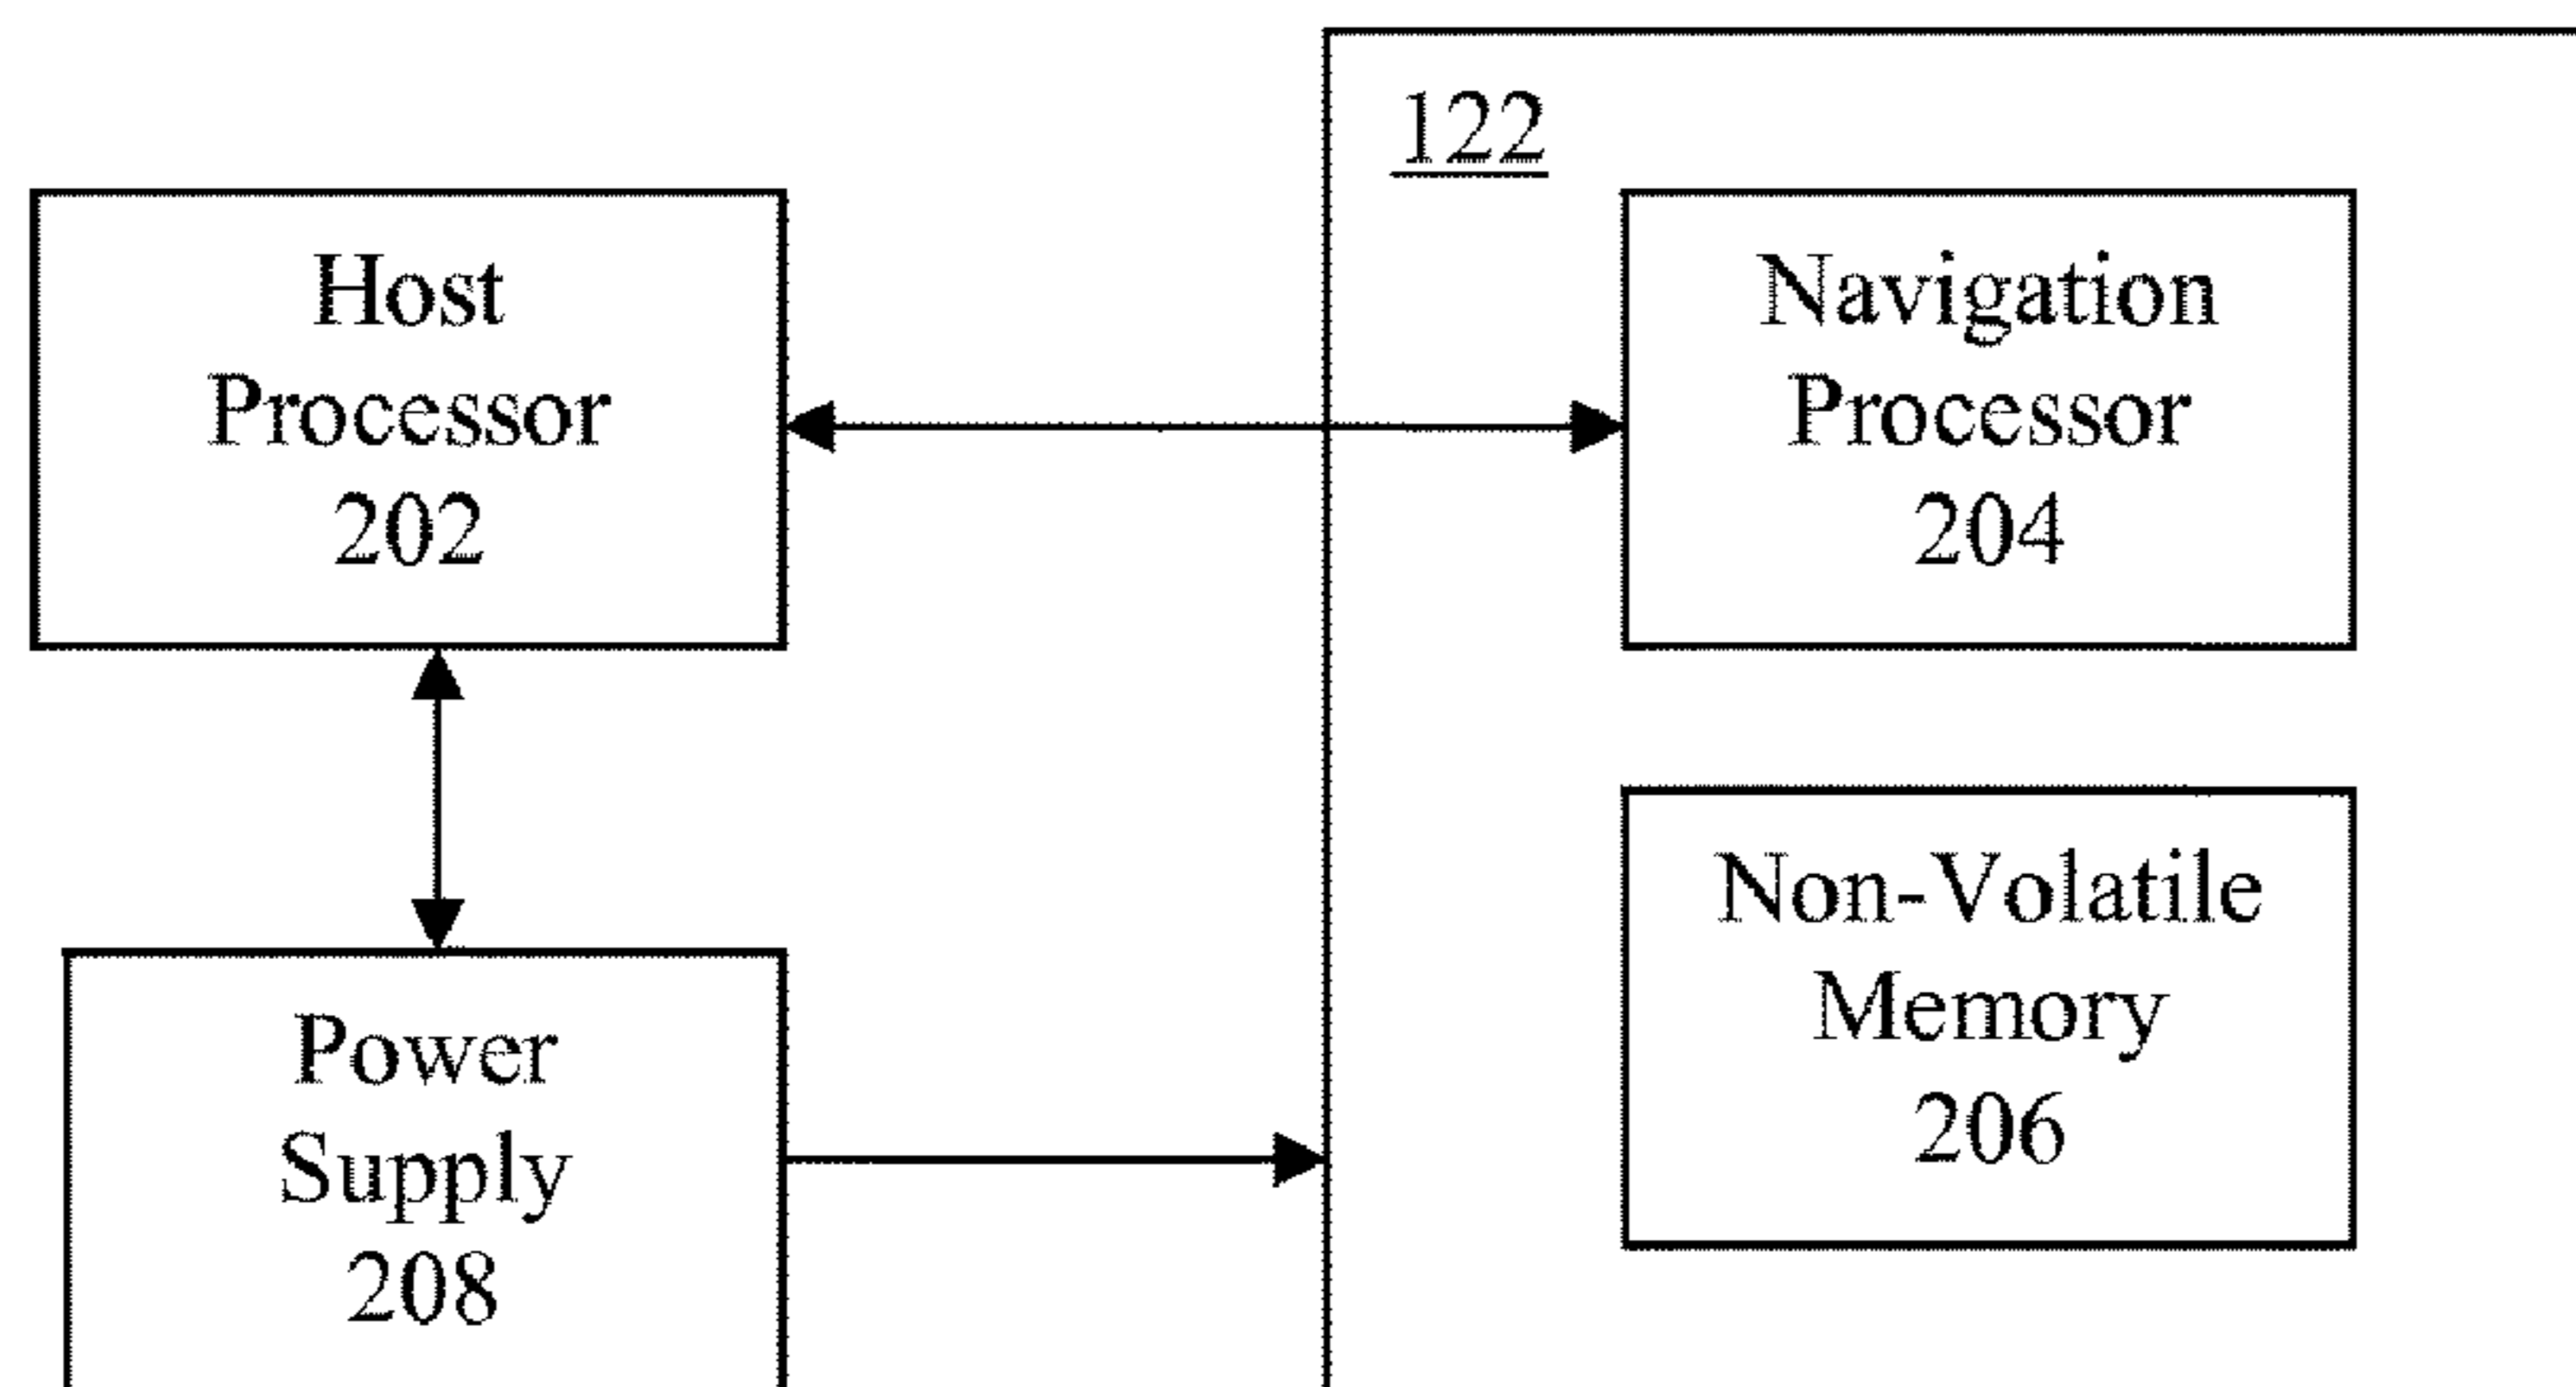 122
Host
Processor
202
Navigation
Processor
204
Non-Volatile
Memory
206
Power
Supply
208